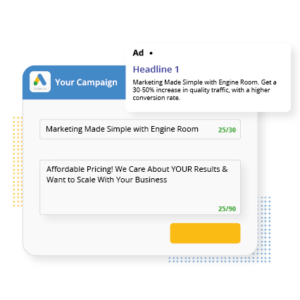 Ad •
Headline 1
Marketing Made Simple with Engine Room. Get a
30-50% increase in quality traffic, with a higher
conversion rate.
Your Campaign
Marketing Made Simple with Engine Room
25/30
Affordable Pricing! We Care About YOUR Results &
Want to Scale With Your Business
25/90